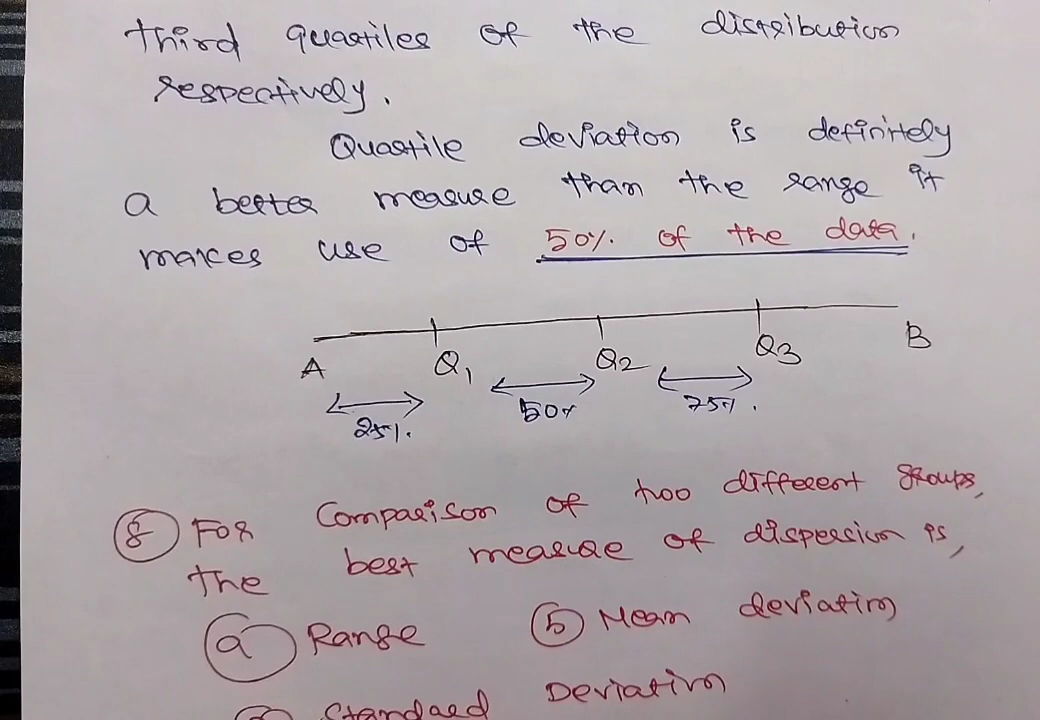 third quartiles of the distribution
respectively.
Quartile deviation is definitely
a better measure than the range it
makes use of 50%. of the data.
A Q1 Q2 Q3 B
25%. 50% 75%.
8 For Comparison of two different groups,
the best measure of dispersion is,
a Range b Mean deviation
Standard Deviation